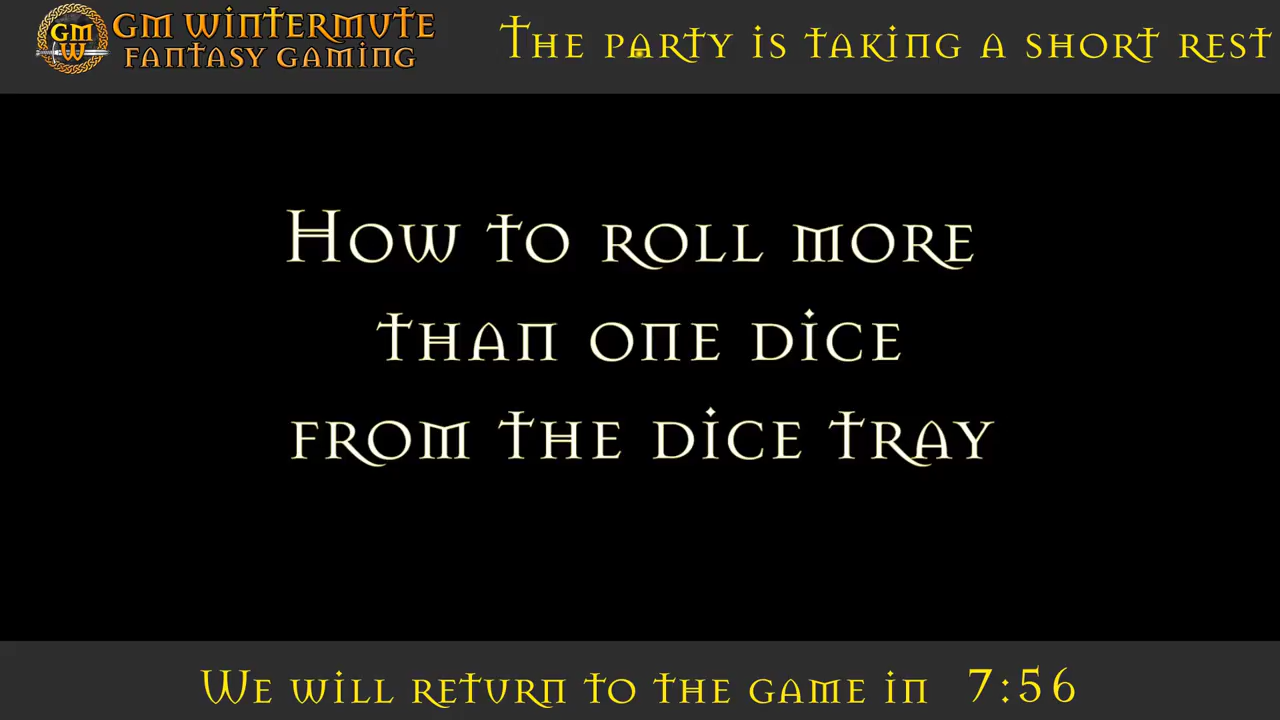 GM
W
GM WINTERMUTE
FANTASY GAMING
The party is taking a short rest
How to roll more
than one dice
from the dice tray
We will return to the game in 7:56